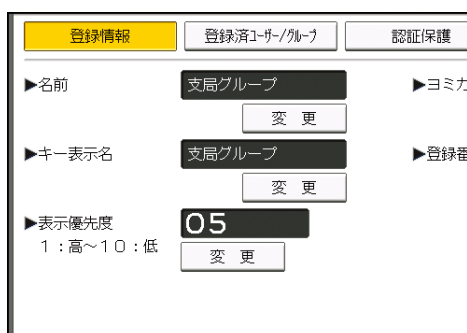 登録情報 登録済ユーザー/グループ 認証保護
▶名前 支局グループ ▶ヨミカ
変 更
▶キー表示名 支局グループ ▶登録番
変 更
▶表示優先度 05
1:高~10:低 変 更